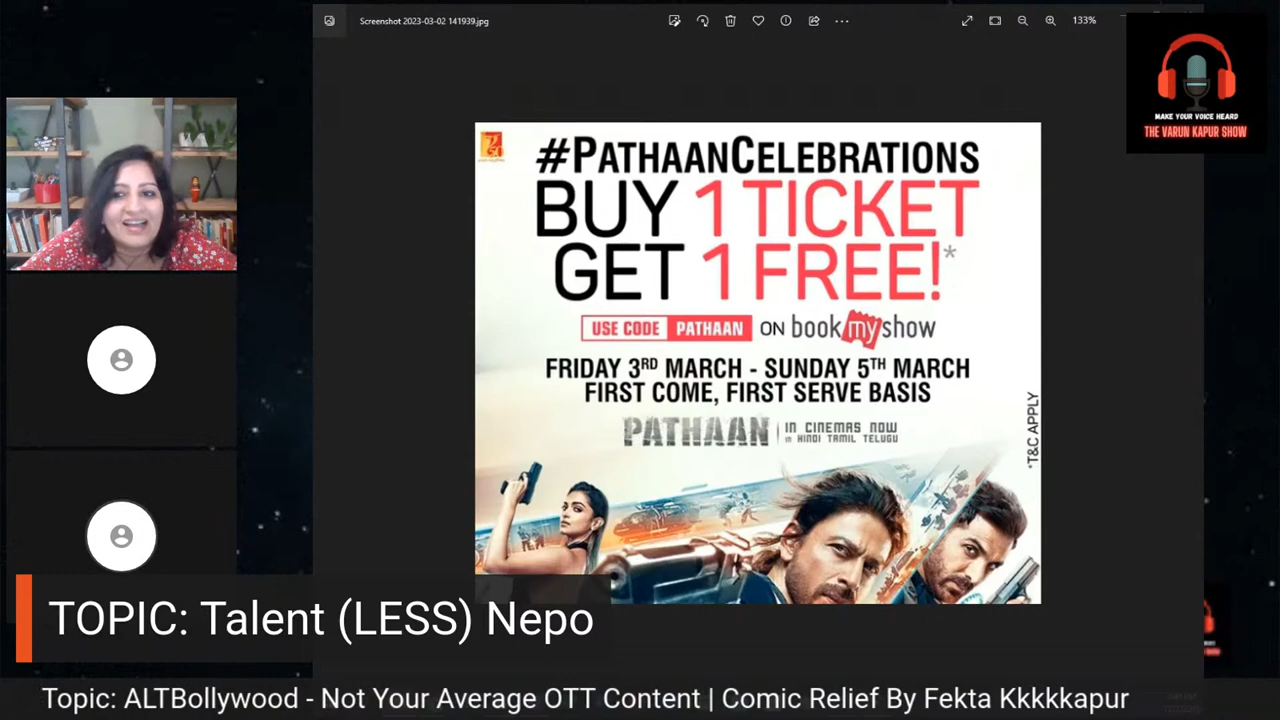 Screenshot 2023-03-02 141939.jpg
133%
MAKE YOUR VOICE HEARD
THE VARUN KAPUR SHOW
#PATHAANCELEBRATIONS
BUY 1 TICKET
GET 1 FREE!*
USE CODE PATHAAN ON bookmyshow
FRIDAY 3RD MARCH - SUNDAY 5TH MARCH
FIRST COME, FIRST SERVE BASIS
PATHAAN IN CINEMAS NOW
IN HINDI TAMIL TELUGU
*T&C APPLY
TOPIC: Talent (LESS) Nepo
Topic: ALTBollywood - Not Your Average OTT Content | Comic Relief By Fekta Kkkkkapur